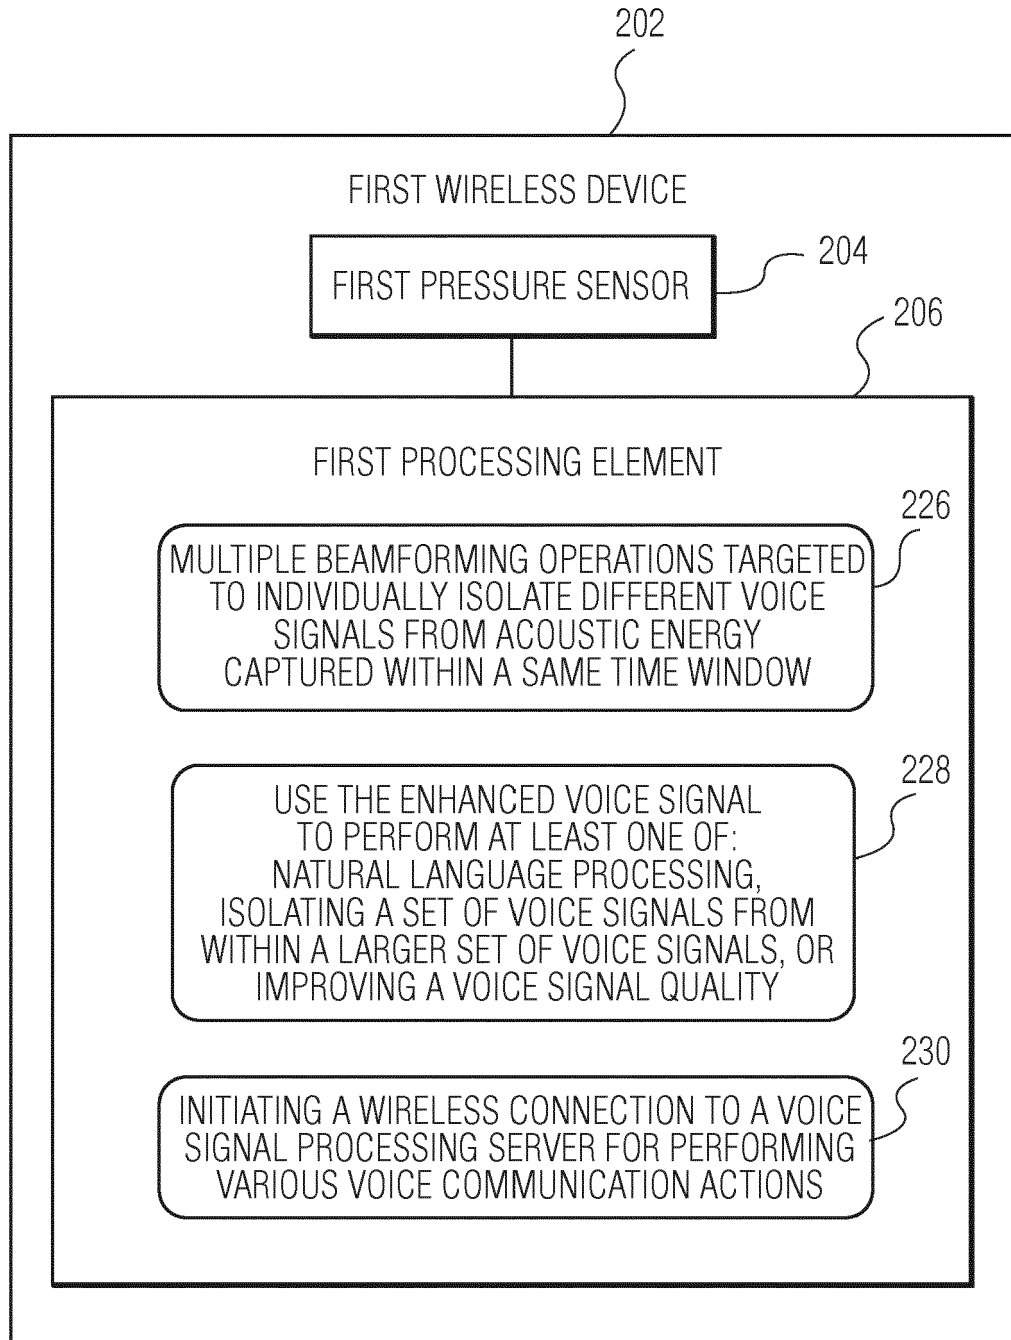 202
FIRST WIRELESS DEVICE
204
FIRST PRESSURE SENSOR
206
FIRST PROCESSING ELEMENT
226
MULTIPLE BEAMFORMING OPERATIONS TARGETED
TO INDIVIDUALLY ISOLATE DIFFERENT VOICE
SIGNALS FROM ACOUSTIC ENERGY
CAPTURED WITHIN A SAME TIME WINDOW
228
USE THE ENHANCED VOICE SIGNAL
TO PERFORM AT LEAST ONE OF:
NATURAL LANGUAGE PROCESSING,
ISOLATING A SET OF VOICE SIGNALS FROM
WITHIN A LARGER SET OF VOICE SIGNALS, OR
IMPROVING A VOICE SIGNAL QUALITY
230
INITIATING A WIRELESS CONNECTION TO A VOICE
SIGNAL PROCESSING SERVER FOR PERFORMING
VARIOUS VOICE COMMUNICATION ACTIONS